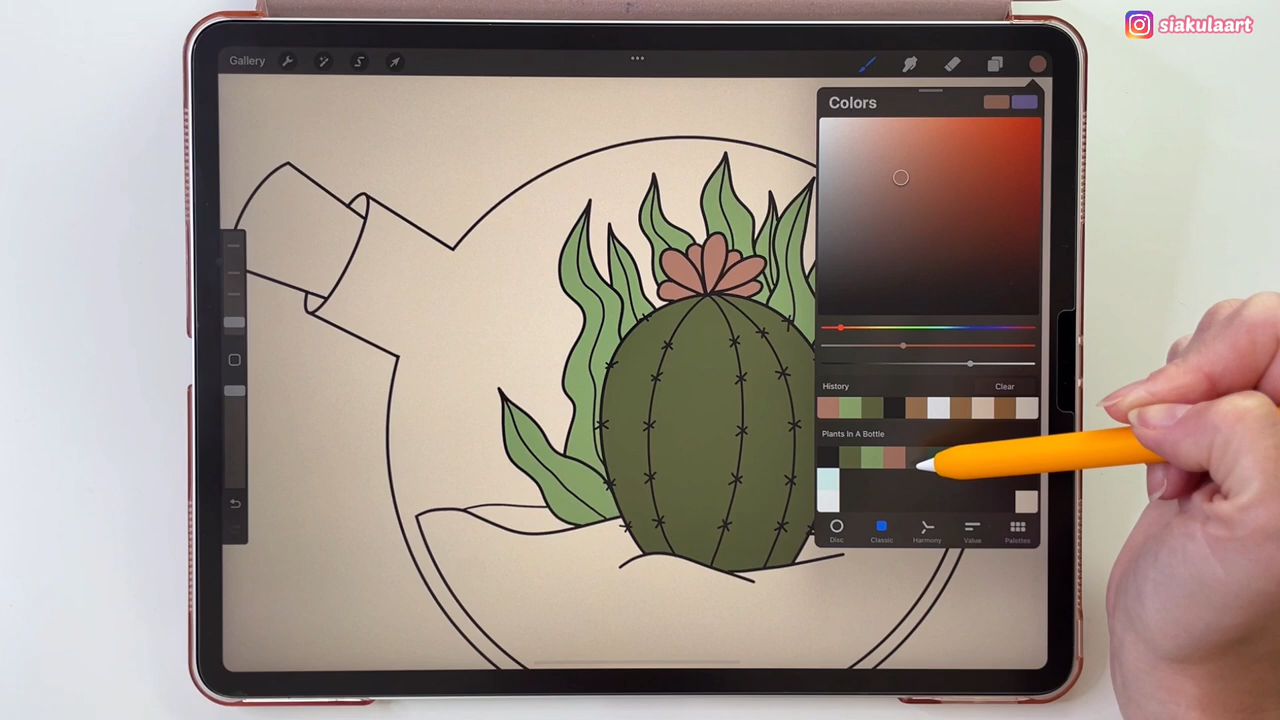 siakulaart
Gallery
Colors
History
Clear
Plants In A Bottle
Disc
Classic
Harmony
Value
Palettes